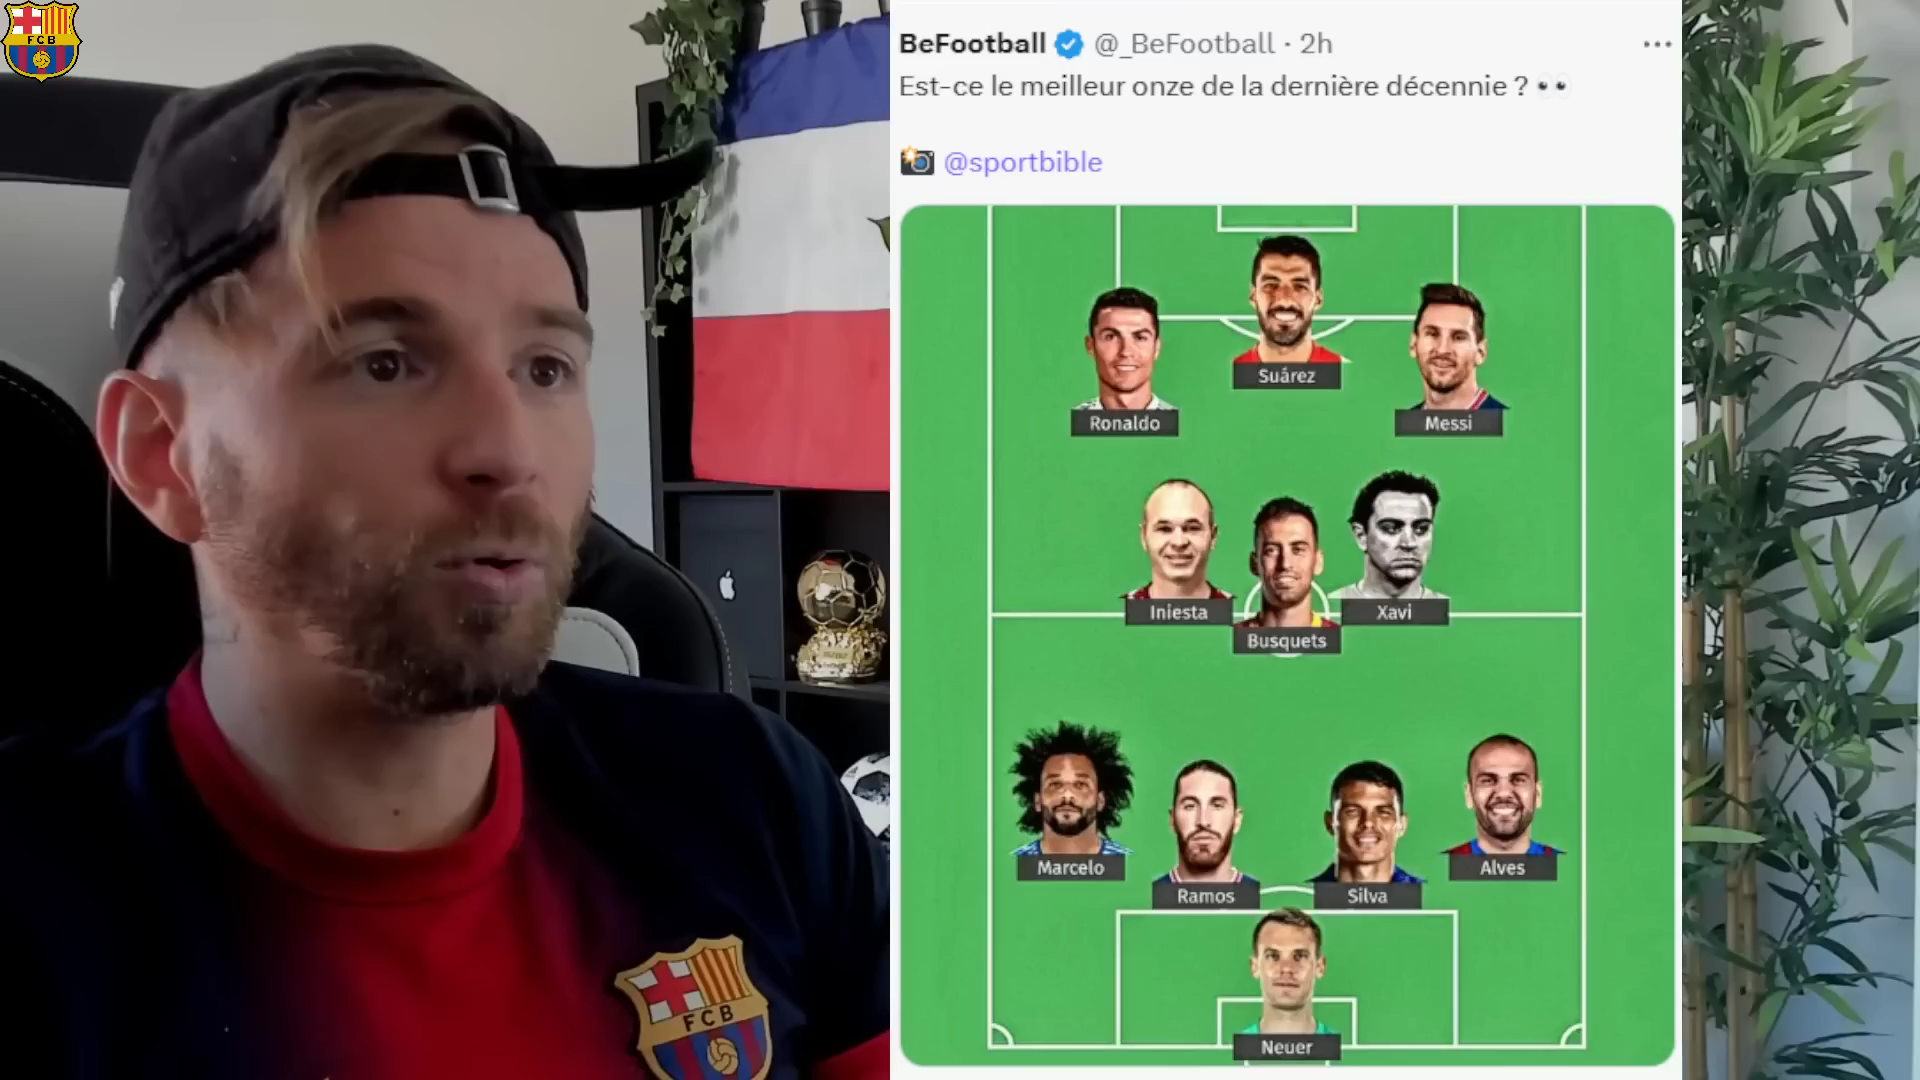 FCB
BeFootball @_BeFootball · 2h
Est-ce le meilleur onze de la dernière décennie ? 👀
📸 @sportbible
Suárez
Ronaldo
Messi
Iniesta
Xavi
Busquets
Marcelo
Alves
Ramos
Silva
Neuer
FCB